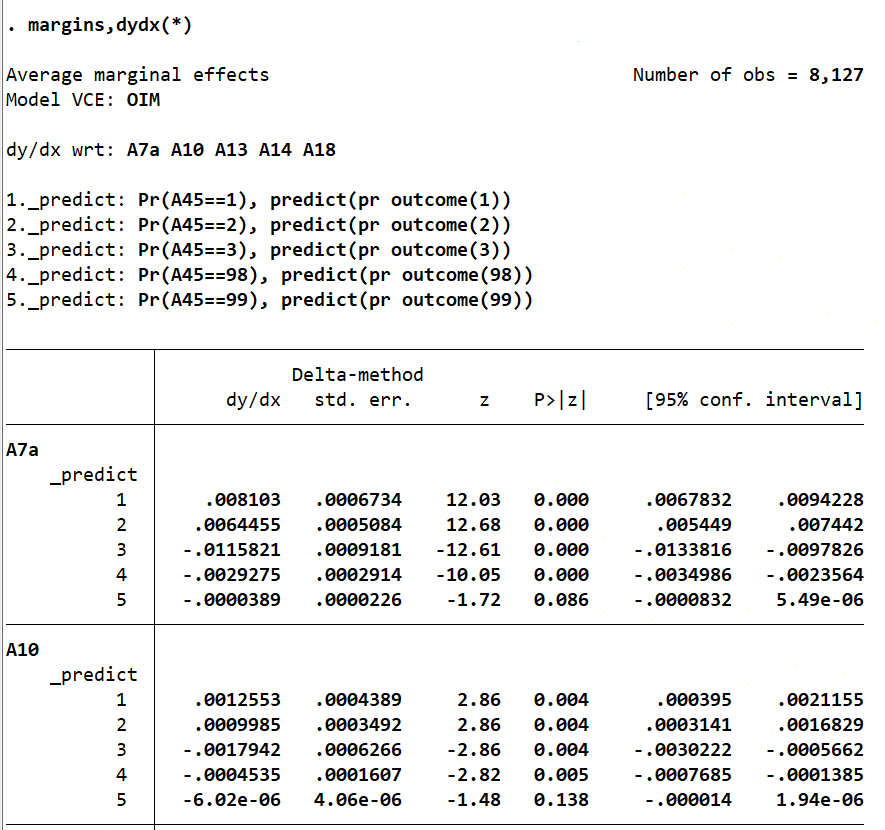 . margins,dydx(*)
Average marginal effects Number of obs = 8,127
Model VCE: OIM
dy/dx wrt: A7a A10 A13 A14 A18
1._predict: Pr(A45==1), predict(pr outcome(1))
2._predict: Pr(A45==2), predict(pr outcome(2))
3._predict: Pr(A45==3), predict(pr outcome(3))
4._predict: Pr(A45==98), predict(pr outcome(98))
5._predict: Pr(A45==99), predict(pr outcome(99))
Delta-method
dy/dx std. err. z P>|z| [95% conf. interval]
A7a
_predict
1 .008103 .0006734 12.03 0.000 .0067832 .0094228
2 .0064455 .0005084 12.68 0.000 .005449 .007442
3 -.0115821 .0009181 -12.61 0.000 -.0133816 -.0097826
4 -.0029275 .0002914 -10.05 0.000 -.0034986 -.0023564
5 -.0000389 .0000226 -1.72 0.086 -.0000832 5.49e-06
A10
_predict
1 .0012553 .0004389 2.86 0.004 .000395 .0021155
2 .0009985 .0003492 2.86 0.004 .0003141 .0016829
3 -.0017942 .0006266 -2.86 0.004 -.0030222 -.0005662
4 -.0004535 .0001607 -2.82 0.005 -.0007685 -.0001385
5 -6.02e-06 4.06e-06 -1.48 0.138 -.000014 1.94e-06